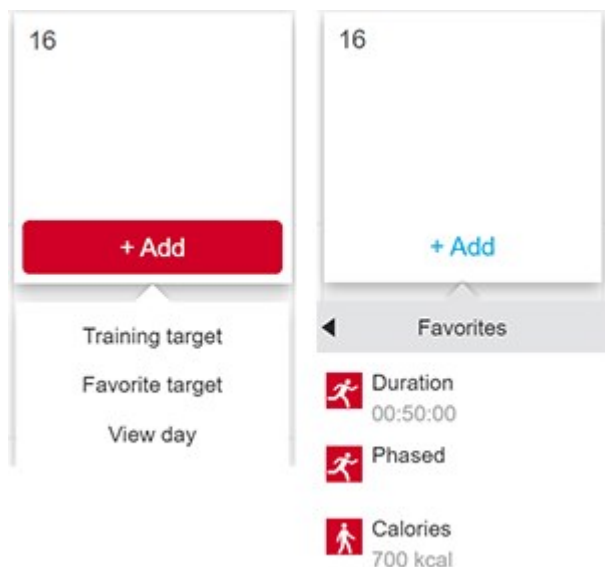 16
+ Add
Training target
Favorite target
View day
16
+ Add
Favorites
Duration
00:50:00
Phased
Calories
700 kcal